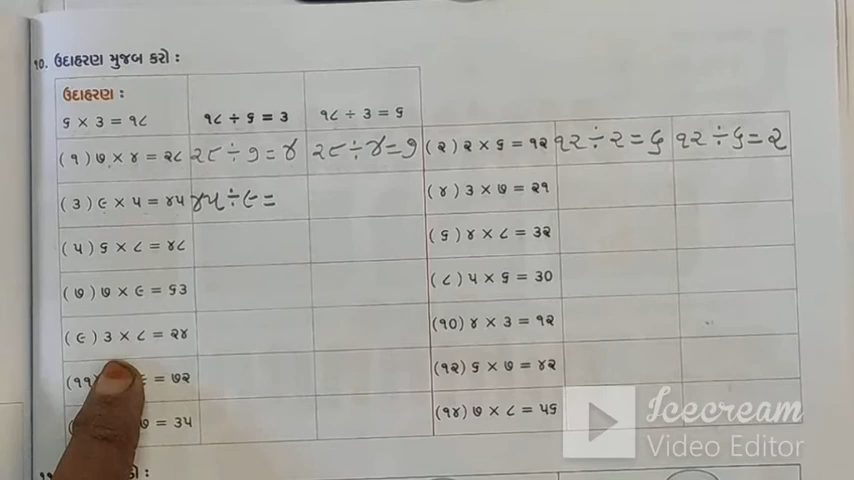 ૧૦. ઉદાહરણ મુજબ કરો :
ઉદાહરણ :
૬ × ૩ = ૧૮ ૧૮ ÷ ૬ = ૩ ૧૮ ÷ ૩ = ૬
(૧) ૭ × ૪ = ૨૮ ૨૮ ÷ ૭ = ૪ ૨૮ ÷ ૪ = ૭ (૨) ૨ × ૬ = ૧૨ ૧૨ ÷ ૨ = ૬ ૧૨ ÷ ૬ = ૨
(૩) ૯ × ૫ = ૪૫ ૪૫ ÷ ૯ = (૪) ૩ × ૭ = ૨૧
(૫) ૬ × ૮ = ૪૮ (૬) ૪ × ૮ = ૩૨
(૭) ૭ × ૯ = ૬૩ (૮) ૫ × ૬ = ૩૦
(૯) ૩ × ૮ = ૨૪ (૧૦) ૪ × ૩ = ૧૨
(૧૧ = ૭૨ (૧૨) ૬ × ૭ = ૪૨
= ૩૫ (૧૪) ૭ × ૮ = ૫૬
Icecream
Video Editor